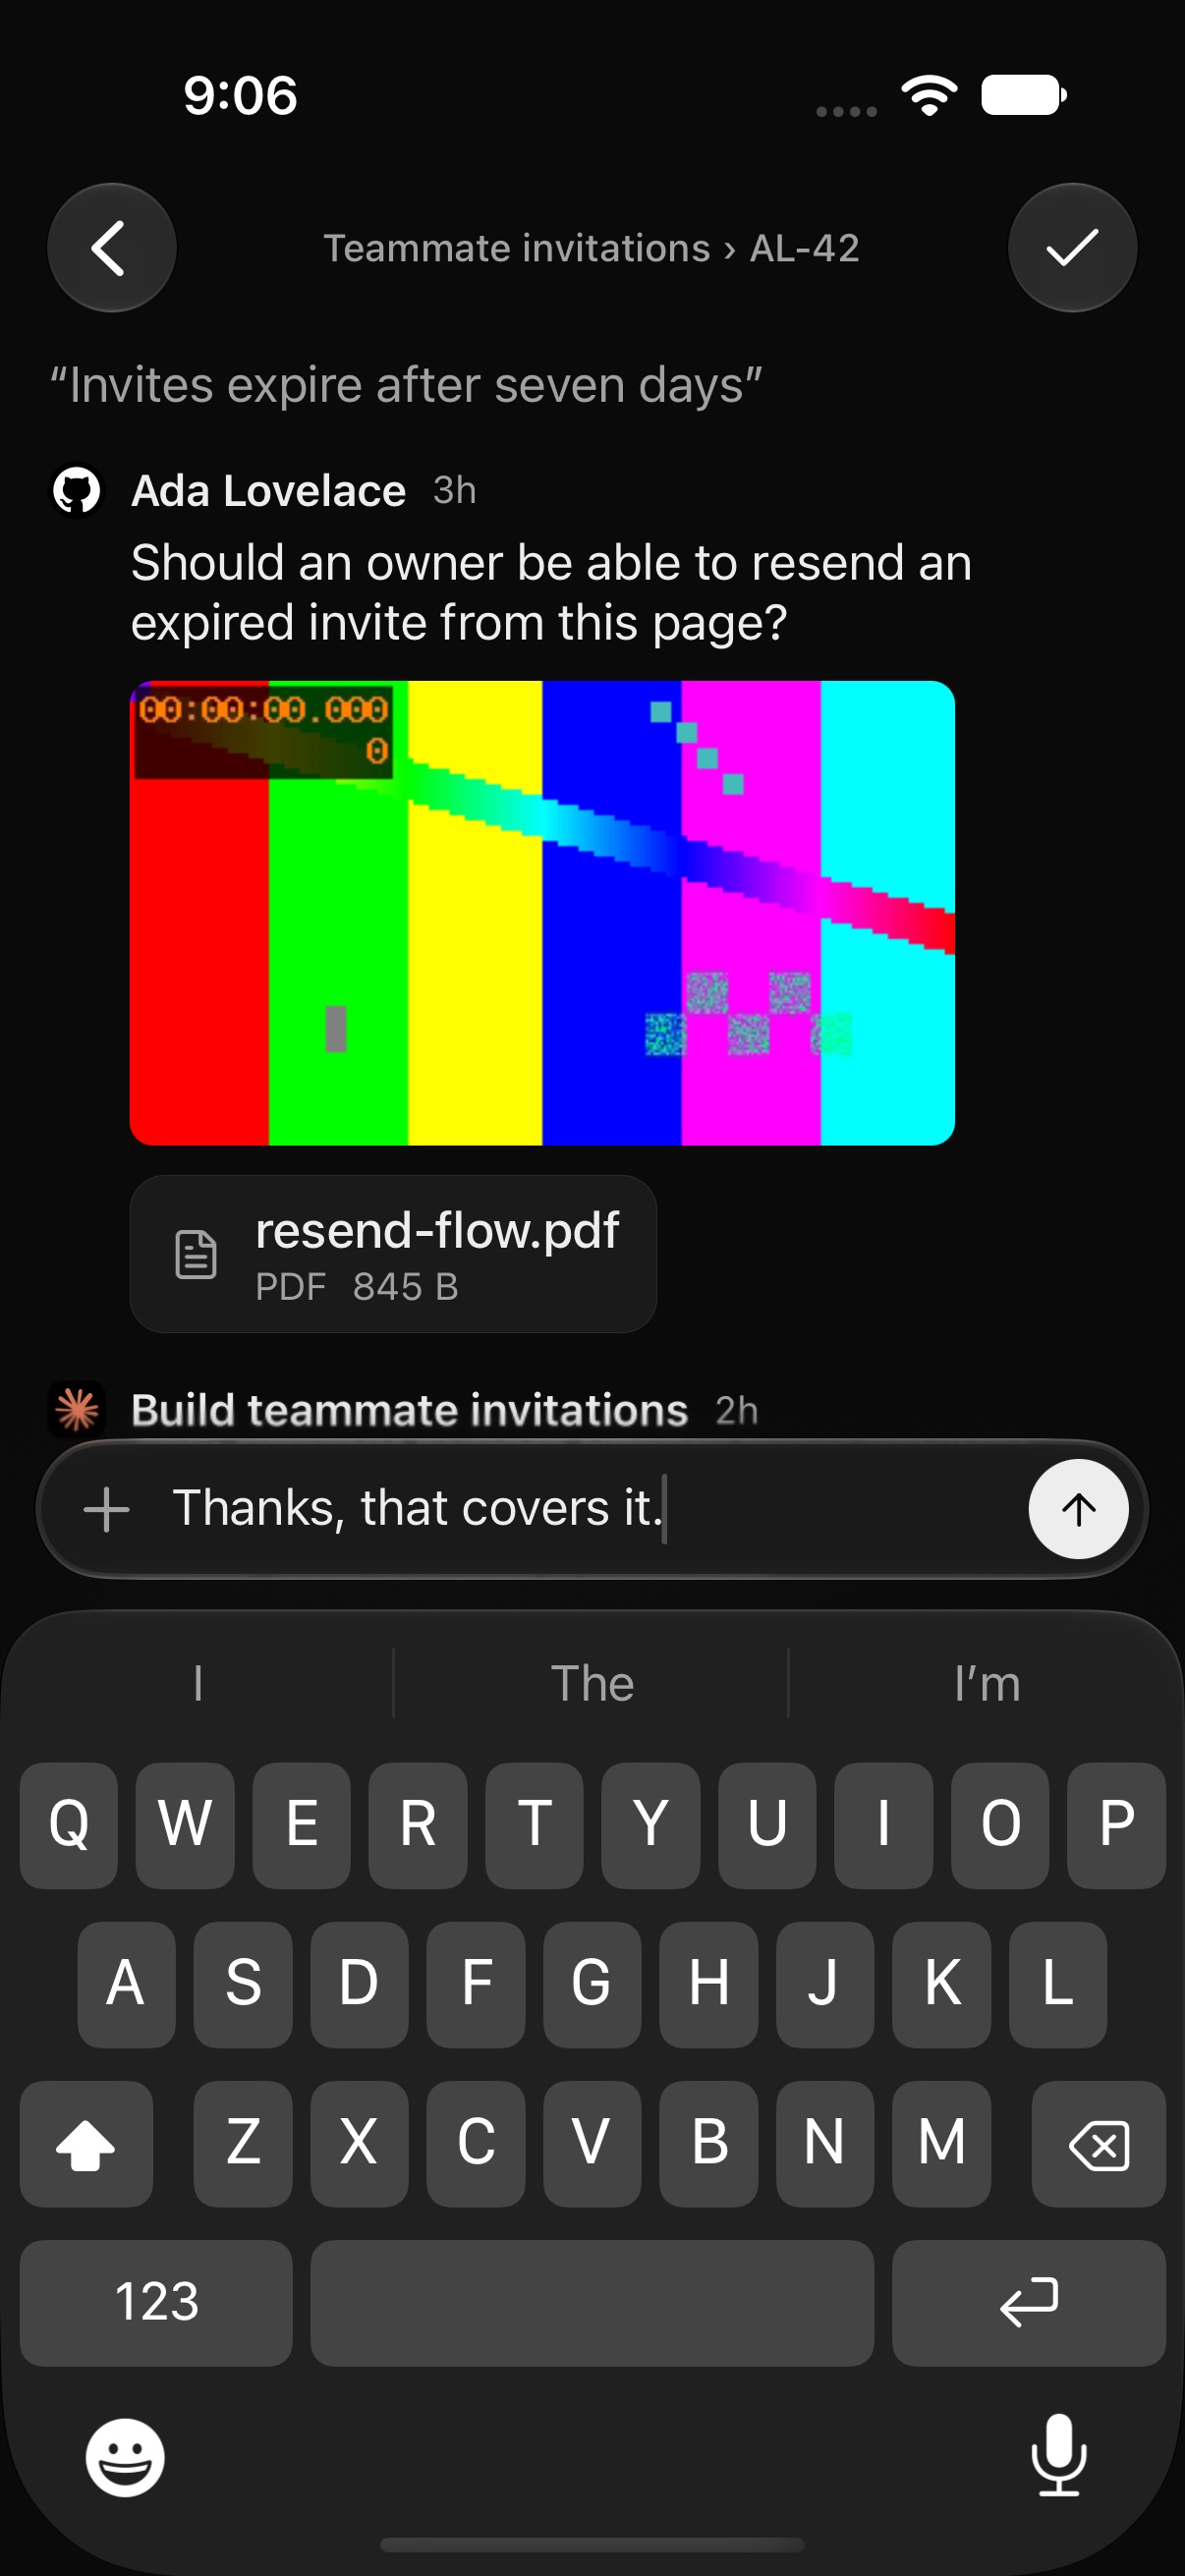 9:06
Teammate invitations › AL-42
“Invites expire after seven days”
Ada Lovelace 3h
Should an owner be able to resend an
expired invite from this page?
00:00:00.000
0
resend-flow.pdf
PDF 845 B
Build teammate invitations 2h
Thanks, that covers it.
I The I’m
Q W E R T Y U I O P
A S D F G H J K L
Z X C V B N M
123